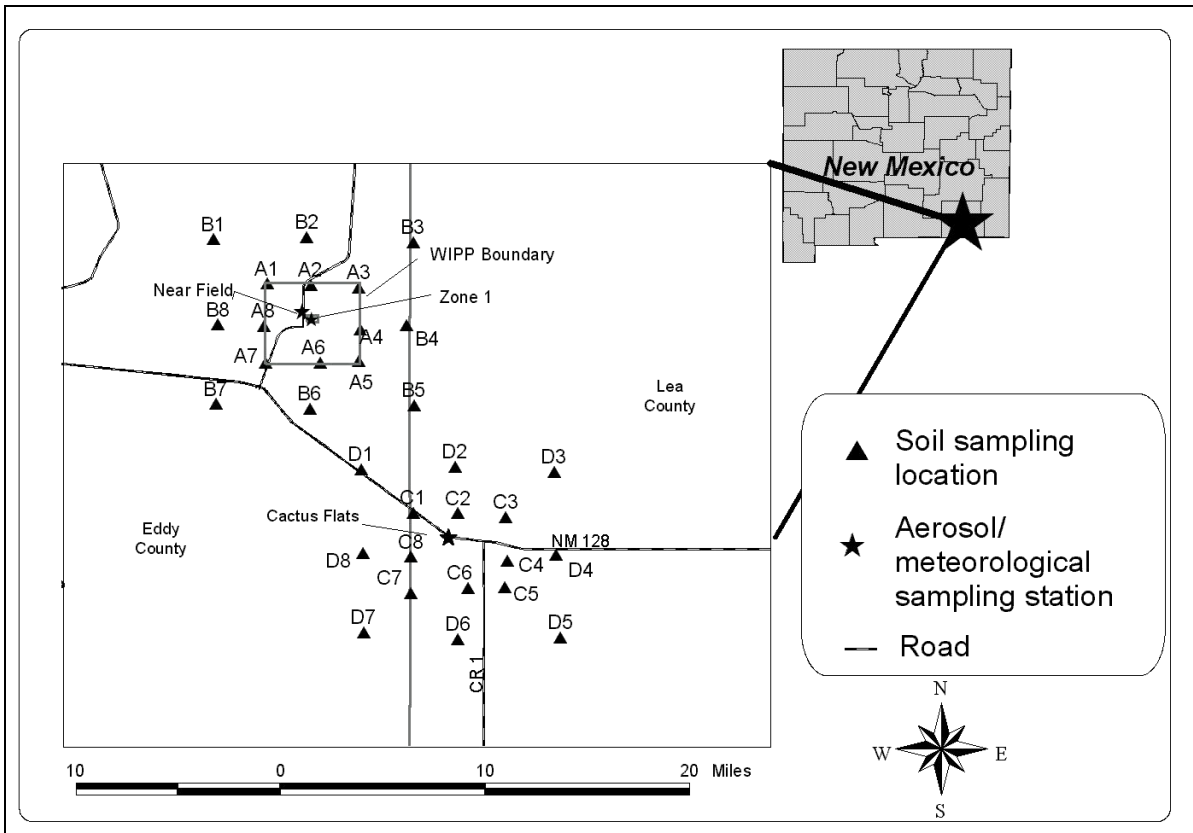 New Mexico
B1
B2
B3
WIPP Boundary
A1
A2
A3
Near Field
Zone 1
B8
A8
A4
B4
A7
A6
A5
B7
B6
B5
Lea
County
D1
D2
D3
C1
C2
C3
Cactus Flats
Eddy
County
NM 128
D8
C8
C4
D4
C7
C6
C5
D7
D6
D5
CR 1
Soil sampling
location
Aerosol/
meteorological
sampling station
Road
N
W
E
S
10
0
10
20
Miles